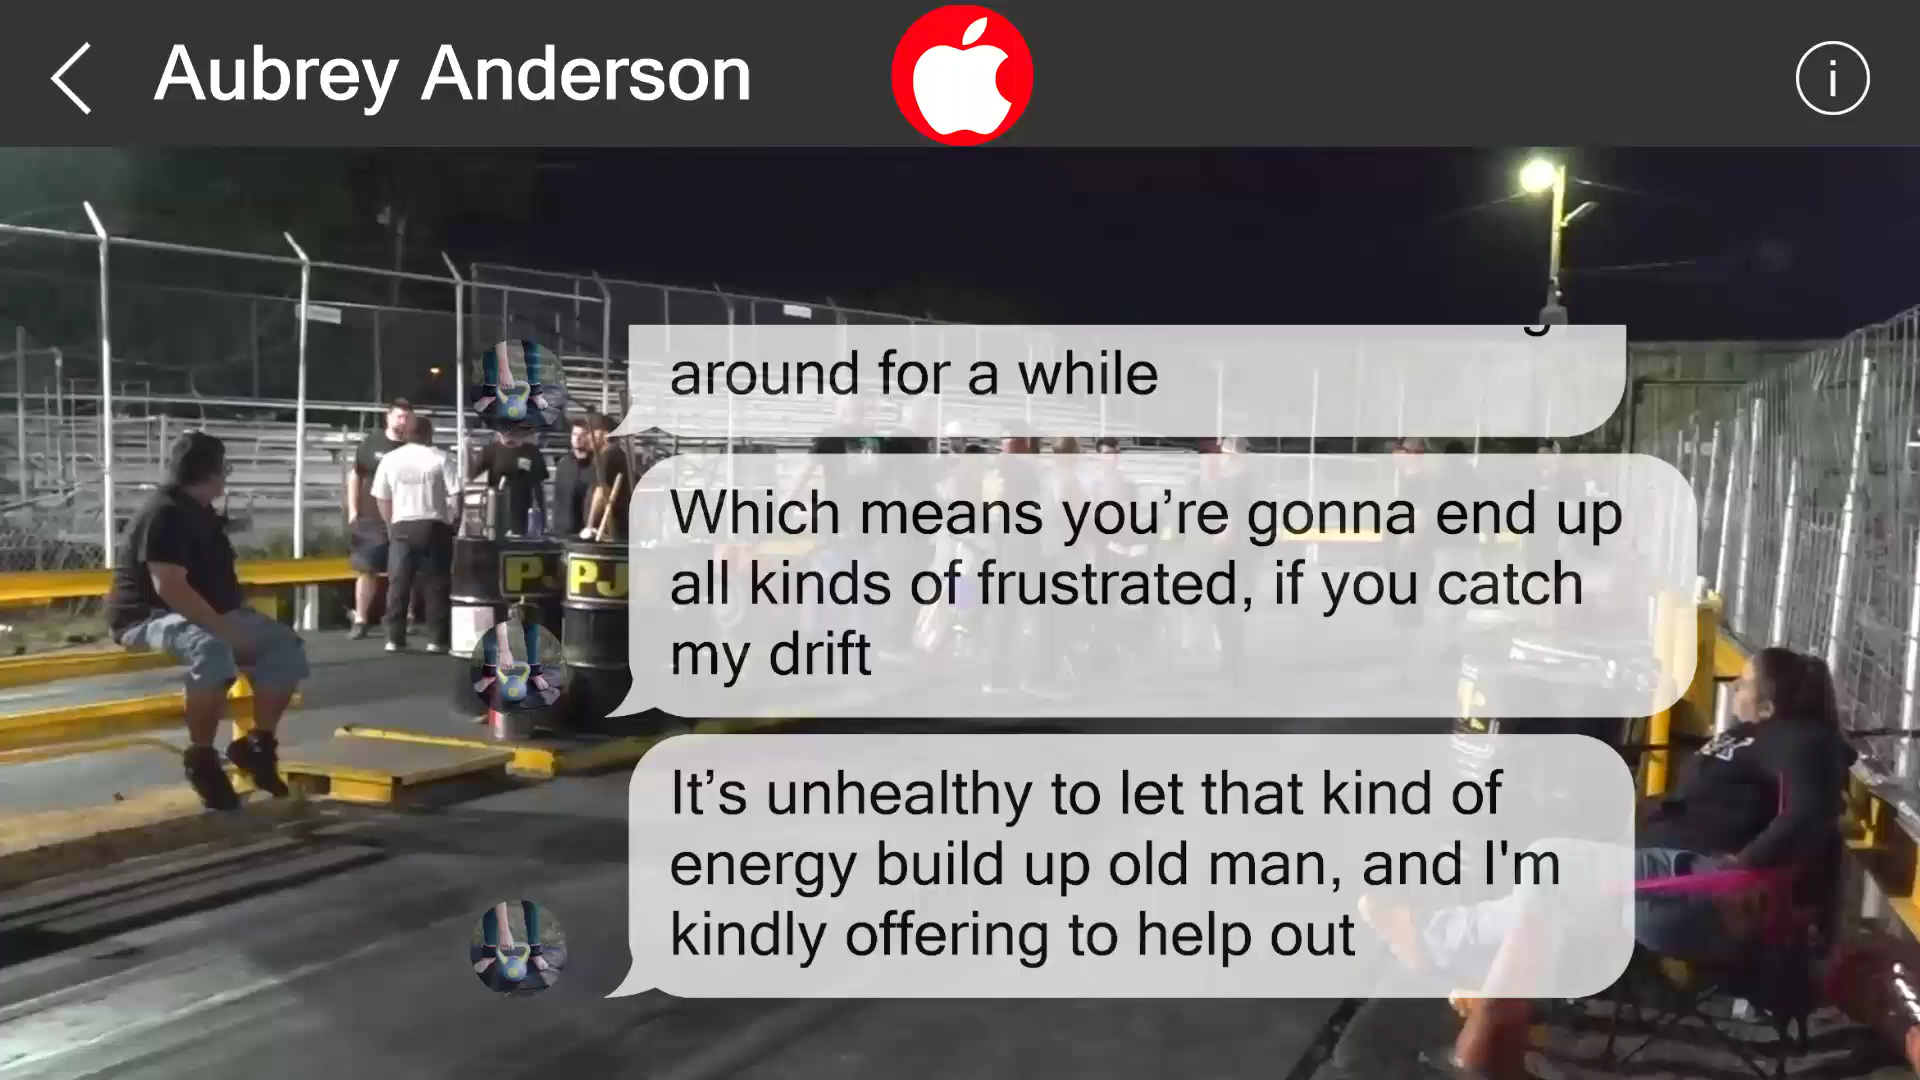 Aubrey Anderson
around for a while
Which means you’re gonna end up
all kinds of frustrated, if you catch
my drift
It’s unhealthy to let that kind of
energy build up old man, and I'm
kindly offering to help out
PJ
PJ